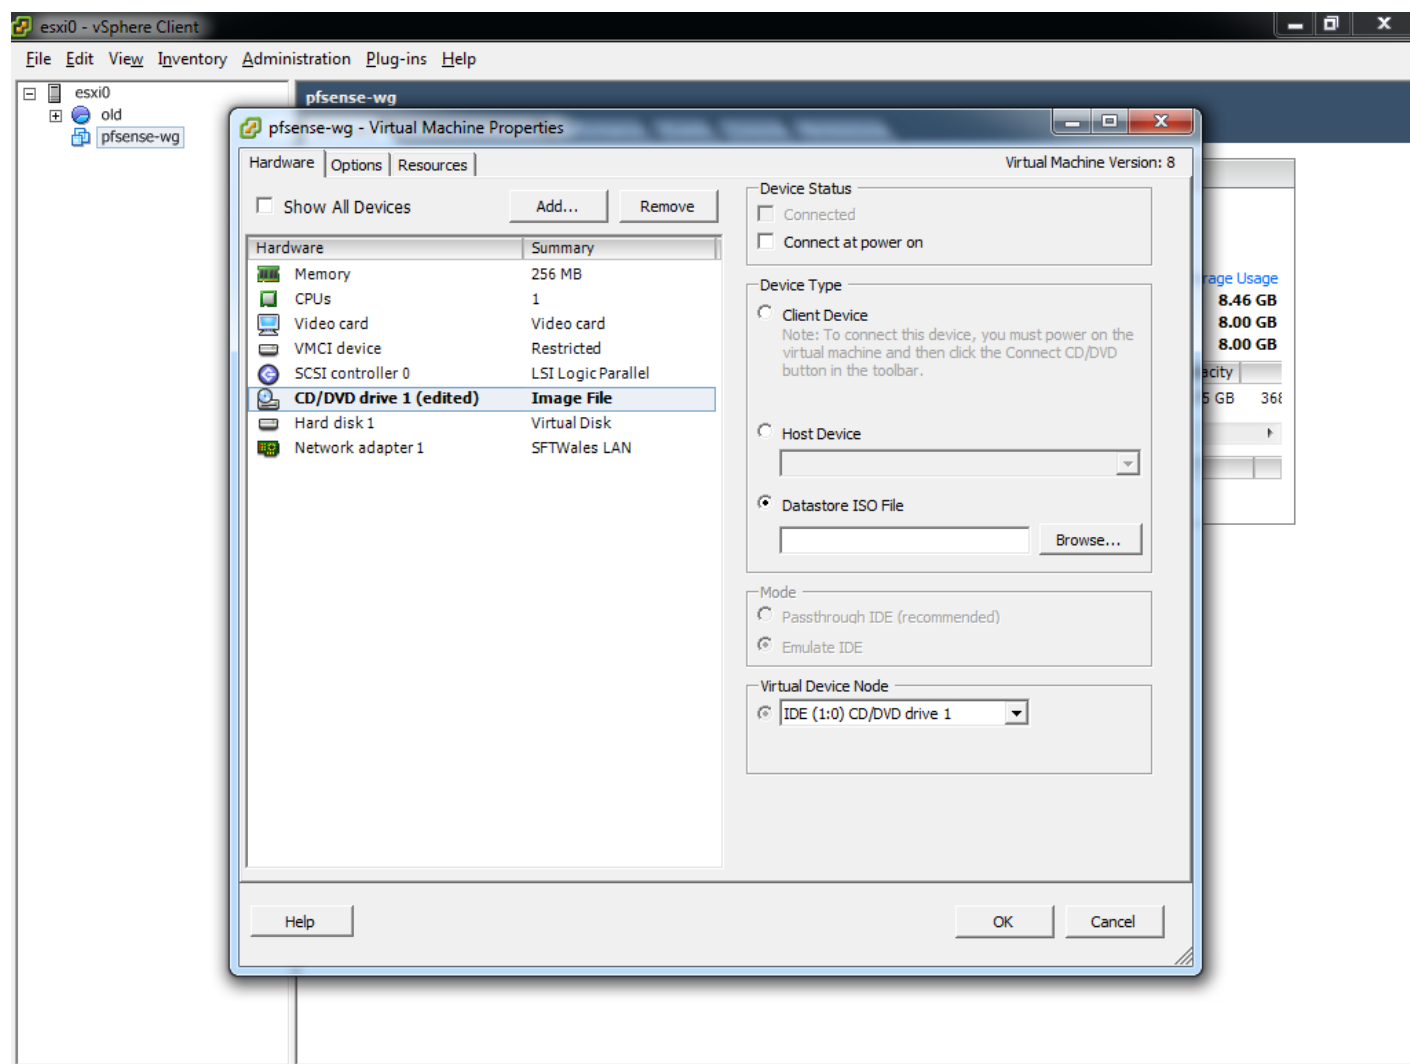 esxi0 - vSphere Client
File Edit View Inventory Administration Plug-ins Help
esxi0
old
pfsense-wg
pfsense-wg
pfsense-wg - Virtual Machine Properties
Hardware Options Resources
Virtual Machine Version: 8
Show All Devices
Add...
Remove
Hardware Summary
Memory 256 MB
CPUs 1
Video card Video card
VMCI device Restricted
SCSI controller 0 LSI Logic Parallel
CD/DVD drive 1 (edited) Image File
Hard disk 1 Virtual Disk
Network adapter 1 SFTWales LAN
Device Status
Connected
Connect at power on
Device Type
Client Device
Note: To connect this device, you must power on the
virtual machine and then click the Connect CD/DVD
button in the toolbar.
Host Device
Datastore ISO File
Browse...
Mode
Passthrough IDE (recommended)
Emulate IDE
Virtual Device Node
IDE (1:0) CD/DVD drive 1
Help
OK
Cancel
Usage
8.46 GB
8.00 GB
8.00 GB
GB 368